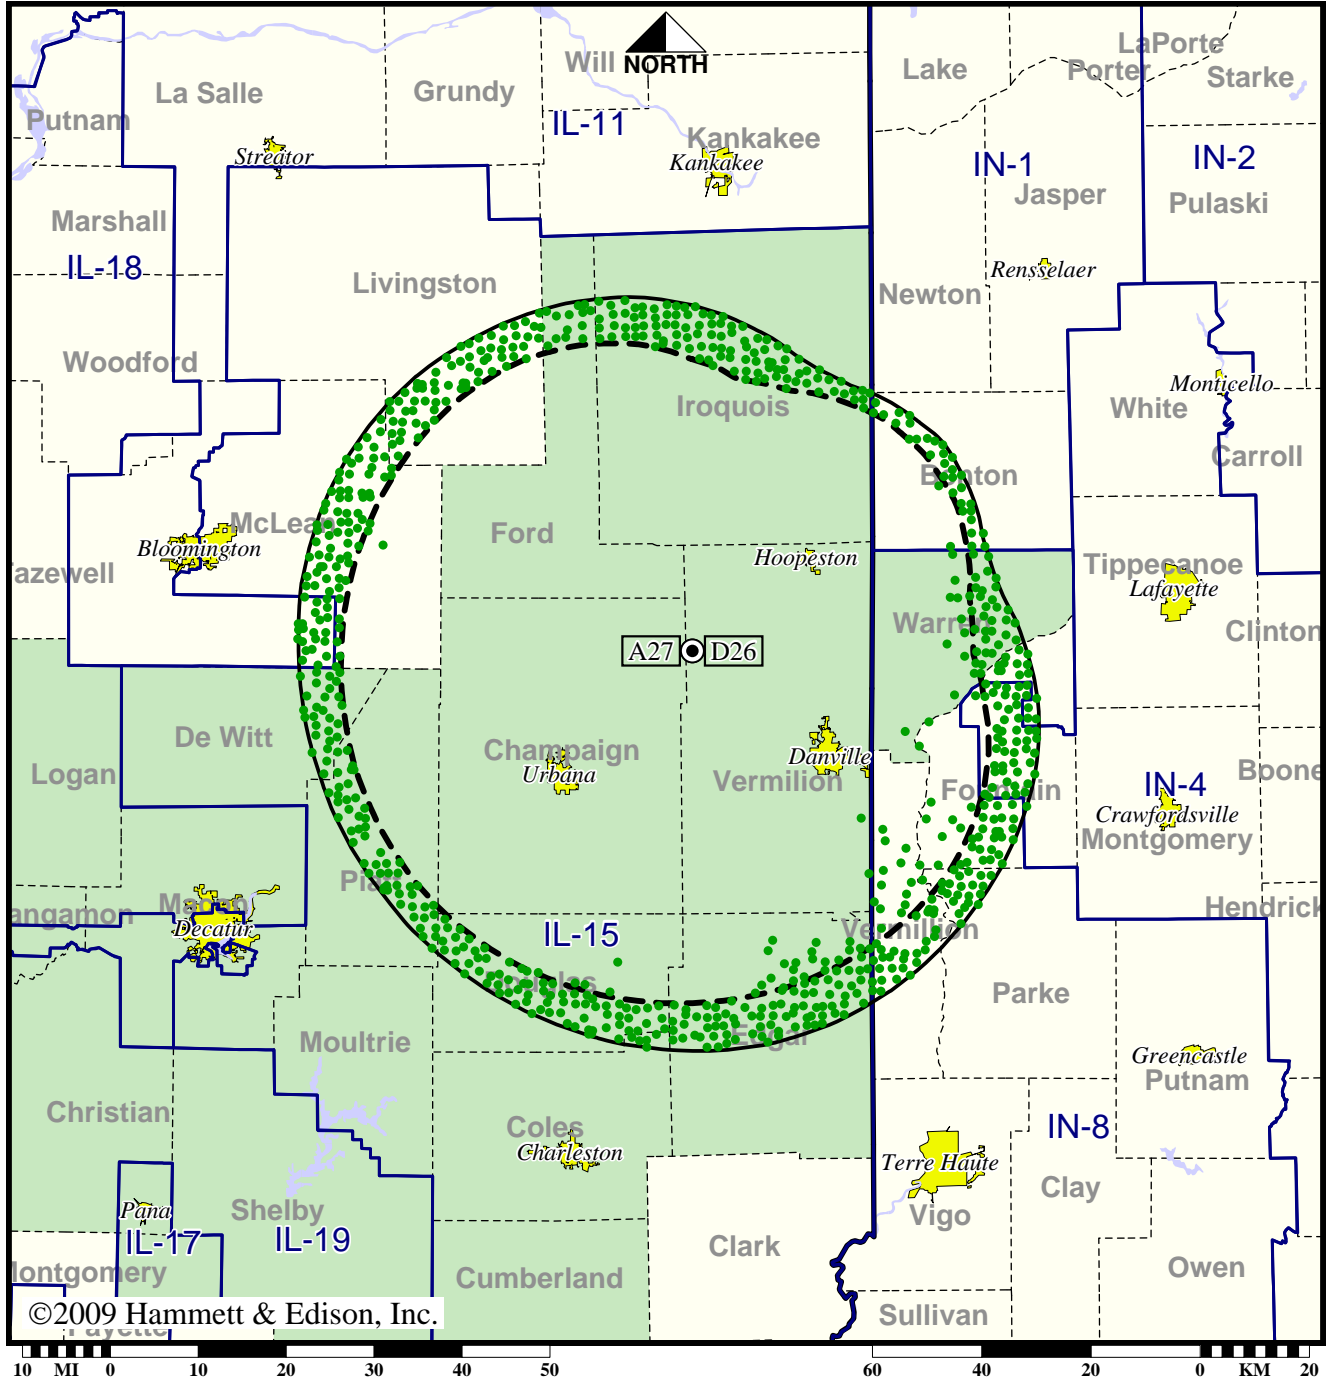 LaPorte
Will
NORTH
Lake
Porter
Starke
La Salle
Grundy
Putnam
IL-11
Kankakee
Streator
Kankakee
IN-1
IN-2
Jasper
Pulaski
Marshall
IL-18
Livingston
Rensselaer
Newton
Woodford
Monticello
Iroquois
White
Carroll
Benton
McLean
Ford
Bloomington
Hoopeston
Tippecanoe
Lafayette
azewell
Warren
Clinton
A27
D26
De Witt
Champaign
Urbana
Danville
Vermilion
Logan
IN-4
Boone
Fountain
Crawfordsville
Montgomery
Piatt
Macon
angamon
Decatur
Hendrick
IL-15
Vermillion
Douglas
Parke
Edgar
Moultrie
Greencastle
Putnam
Christian
Coles
Charleston
IN-8
Terre Haute
Clay
Pana
Shelby
Vigo
IL-17
IL-19
Clark
Montgomery
Cumberland
Owen
©2009 Hammett & Edison, Inc.
Sullivan
Fayette
10 MI 0 10 20 30 40 50 60 40 20 0 KM 20